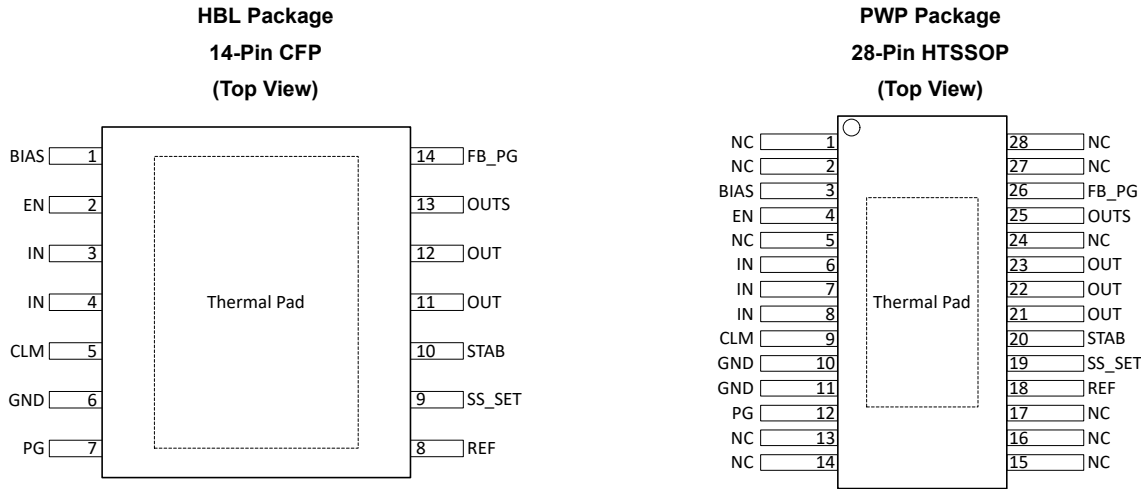 HBL Package
14-Pin CFP
(Top View)
BIAS 1
EN 2
IN 3
IN 4
CLM 5
GND 6
PG 7
Thermal Pad
14 FB_PG
13 OUTS
12 OUT
11 OUT
10 STAB
9 SS_SET
8 REF
PWP Package
28-Pin HTSSOP
(Top View)
NC 1
NC 2
BIAS 3
EN 4
NC 5
IN 6
IN 7
IN 8
CLM 9
GND 10
GND 11
PG 12
NC 13
NC 14
Thermal Pad
28 NC
27 NC
26 FB_PG
25 OUTS
24 NC
23 OUT
22 OUT
21 OUT
20 STAB
19 SS_SET
18 REF
17 NC
16 NC
15 NC